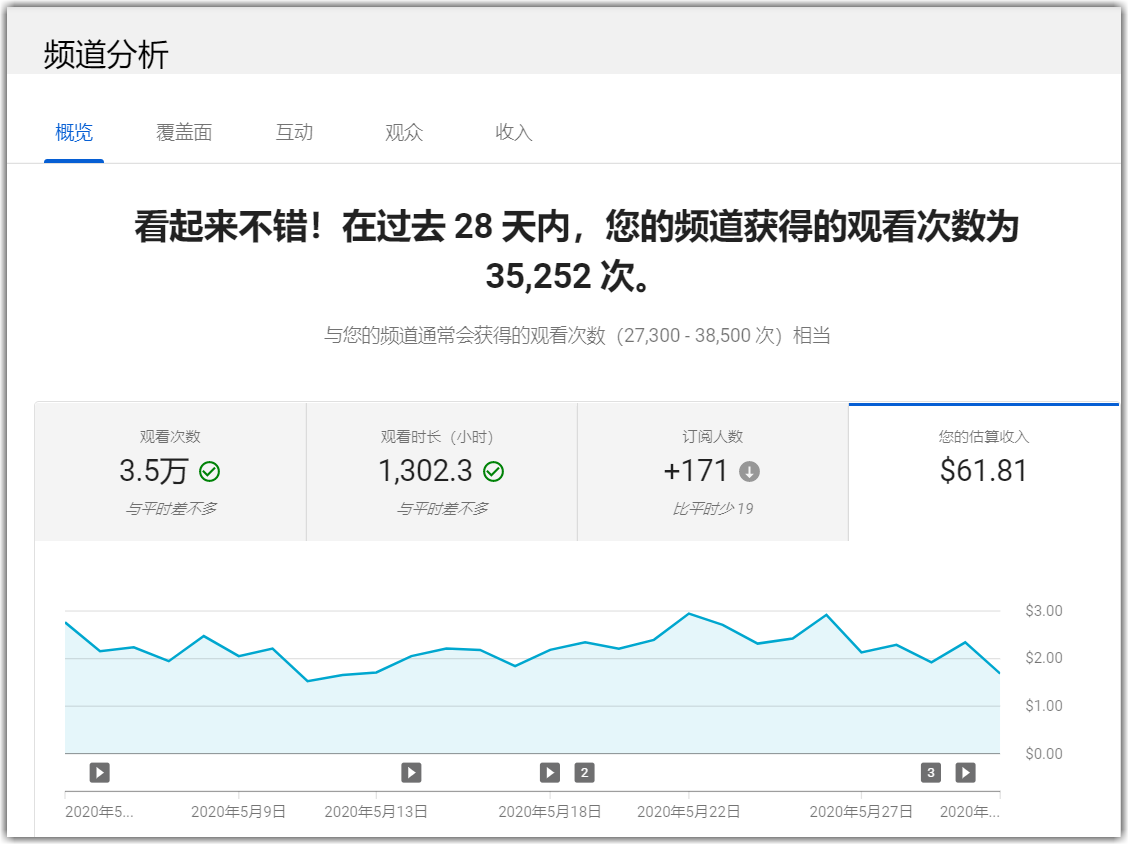 频道分析
概览 覆盖面 互动 观众 收入
看起来不错！在过去 28 天内，您的频道获得的观看次数为
35,252 次。
与您的频道通常会获得的观看次数（27,300 - 38,500 次）相当
观看次数
3.5万
与平时差不多
观看时长（小时）
1,302.3
与平时差不多
订阅人数
+171
比平时少 19
您的估算收入
$61.81
$3.00
$2.00
$1.00
$0.00
2 3
2020年5... 2020年5月9日 2020年5月13日 2020年5月18日 2020年5月22日 2020年5月27日 2020年...